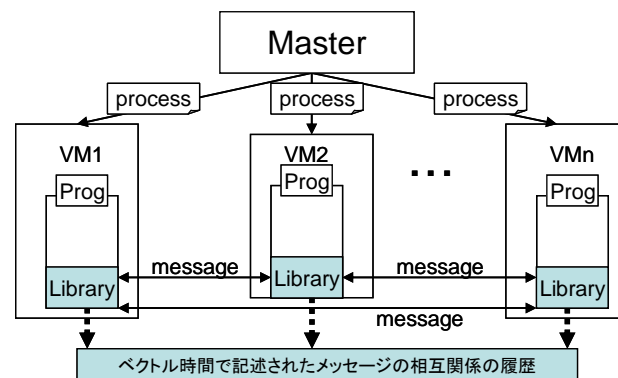 Master
process
process
process
VM1
VM2
...
VMn
Prog
Prog
Prog
Library
message
Library
message
Library
message
ベクトル時間で記述されたメッセージの相互関係の履歴